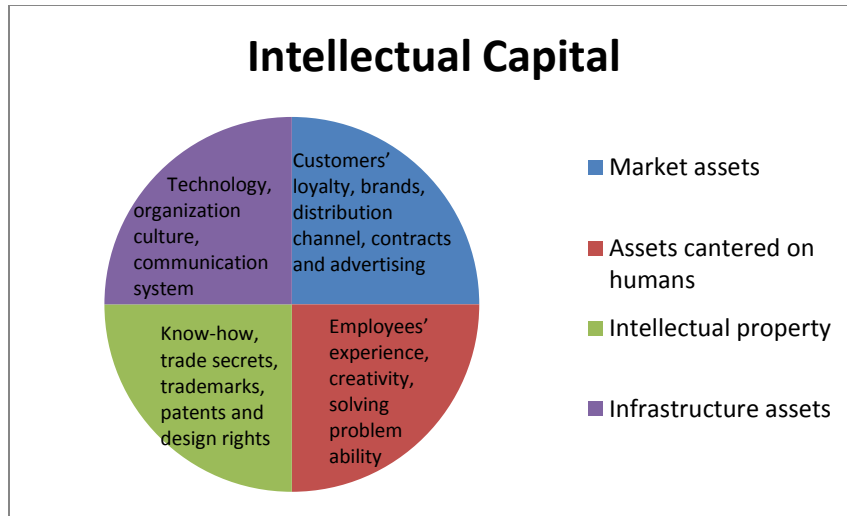 Intellectual Capital
Technology,
organization
culture,
communication
system
Customers’
loyalty, brands,
distribution
channel, contracts
and advertising
Know-how,
trade secrets,
trademarks,
patents and
design rights
Employees’
experience,
creativity,
solving
problem
ability
Market assets
Assets cantered on
humans
Intellectual property
Infrastructure assets